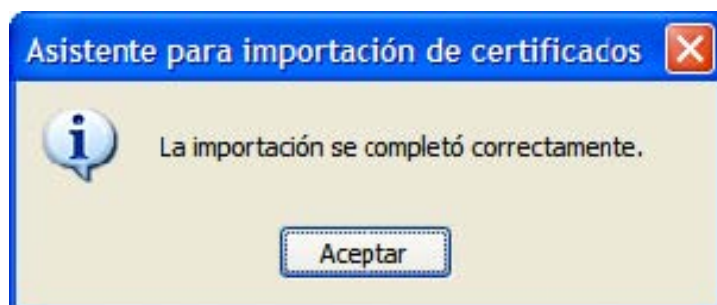 Asistente para importación de certificados
La importación se completó correctamente.
Aceptar